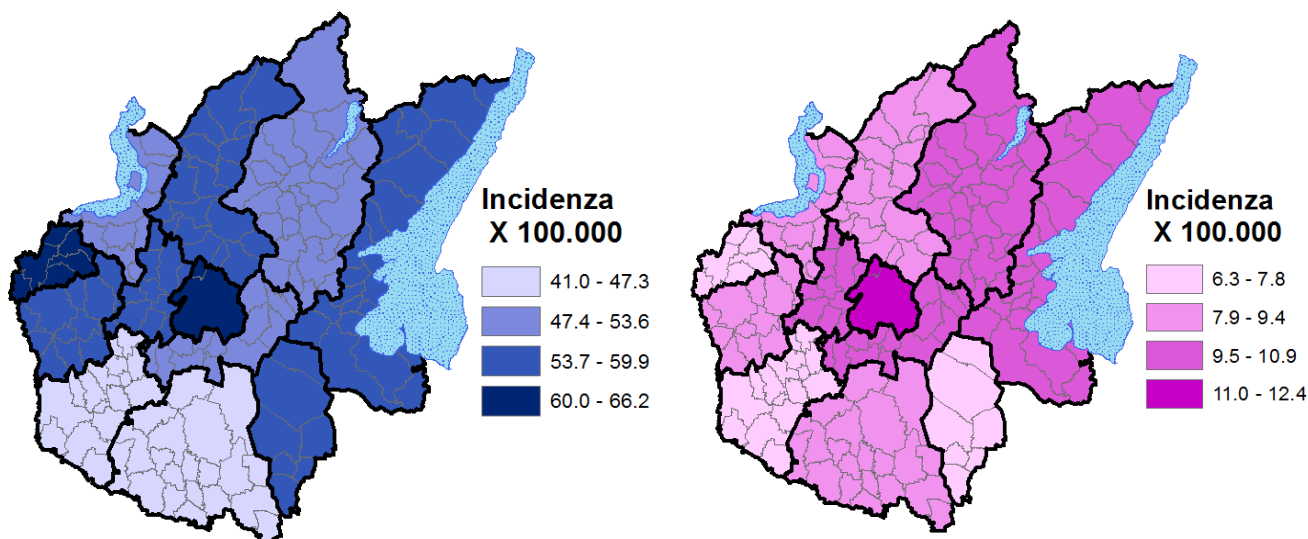 Incidenza
X 100.000
41.0 - 47.3
47.4 - 53.6
53.7 - 59.9
60.0 - 66.2
Incidenza
X 100.000
6.3 - 7.8
7.9 - 9.4
9.5 - 10.9
11.0 - 12.4